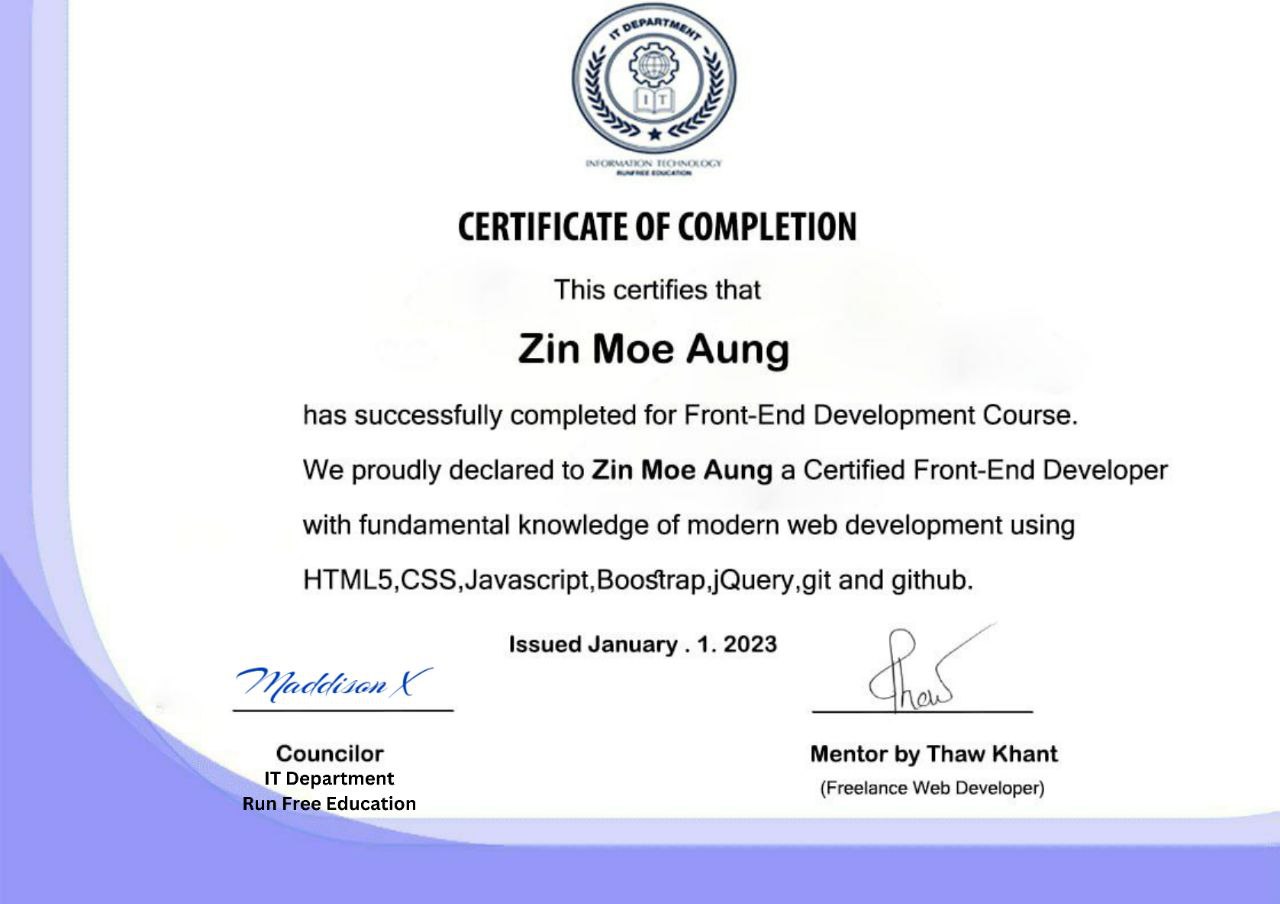 IT DEPARTMENT
I T
INFORMATION TECHNOLOGY
RUNFREE EDUCATION
CERTIFICATE OF COMPLETION
This certifies that
Zin Moe Aung
has successfully completed for Front-End Development Course.
We proudly declared to Zin Moe Aung a Certified Front-End Developer
with fundamental knowledge of modern web development using
HTML5,CSS,Javascript,Boostrap,jQuery,git and github.
Issued January . 1. 2023
Maddison X
Thaw
Councilor
IT Department
Run Free Education
Mentor by Thaw Khant
(Freelance Web Developer)